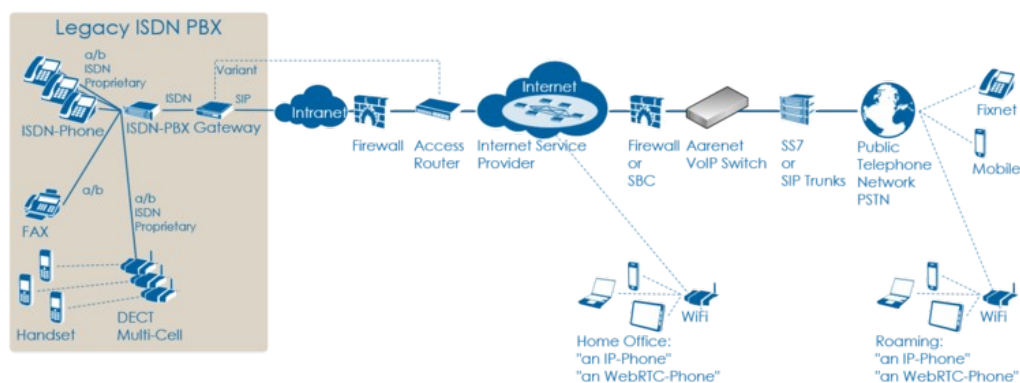 Legacy ISDN PBX
a/b
ISDN
Proprietary
Variant
ISDN
SIP
ISDN-Phone
ISDN-PBX
Gateway
a/b
FAX
a/b
ISDN
Proprietary
Handset
DECT
Multi-Cell
Intranet
Firewall
Access
Router
Internet
Internet Service
Provider
Firewall
or
SBC
Aarenet
VoIP Switch
SS7
or
SIP Trunks
Public
Telephone
Network
PSTN
Fixnet
Mobile
WiFi
Home Office:
"an IP-Phone"
"an WebRTC-Phone"
WiFi
Roaming:
"an IP-Phone"
"an WebRTC-Phone"